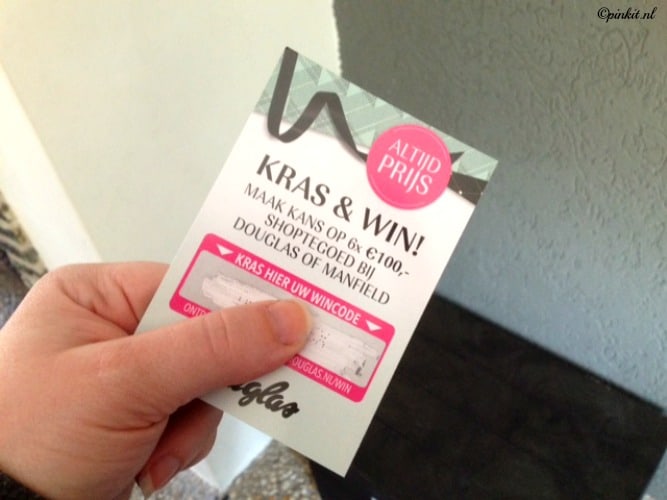 ©pinkit.nl
ALTIJD
PRIJS
KRAS & WIN!
MAAK KANS OP 6x €100,-
SHOPTEGOED BIJ
DOUGLAS OF MANFIELD
KRAS HIER UW WINCODE
DOUGLAS.NL/WIN